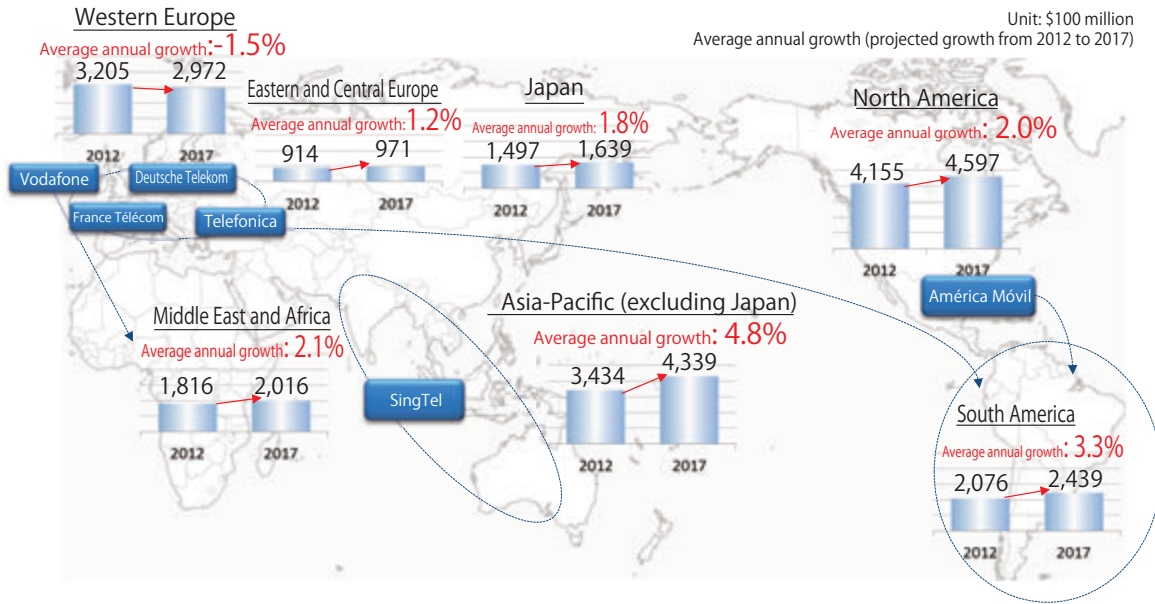 Unit: $100 million
Average annual growth (projected growth from 2012 to 2017)
Western Europe
Average annual growth:-1.5%
3,205
2,972
2012
2017
Eastern and Central Europe
Average annual growth:1.2%
914
971
2012
2017
Japan
Average annual growth: 1.8%
1,497
1,639
2012
2017
North America
Average annual growth: 2.0%
4,155
4,597
2012
2017
Vodafone
Deutsche Telekom
France Télécom
Telefonica
América Móvil
Middle East and Africa
Average annual growth: 2.1%
1,816
2,016
2012
2017
SingTel
Asia-Pacific (excluding Japan)
Average annual growth: 4.8%
3,434
4,339
2012
2017
South America
Average annual growth: 3.3%
2,076
2,439
2012
2017